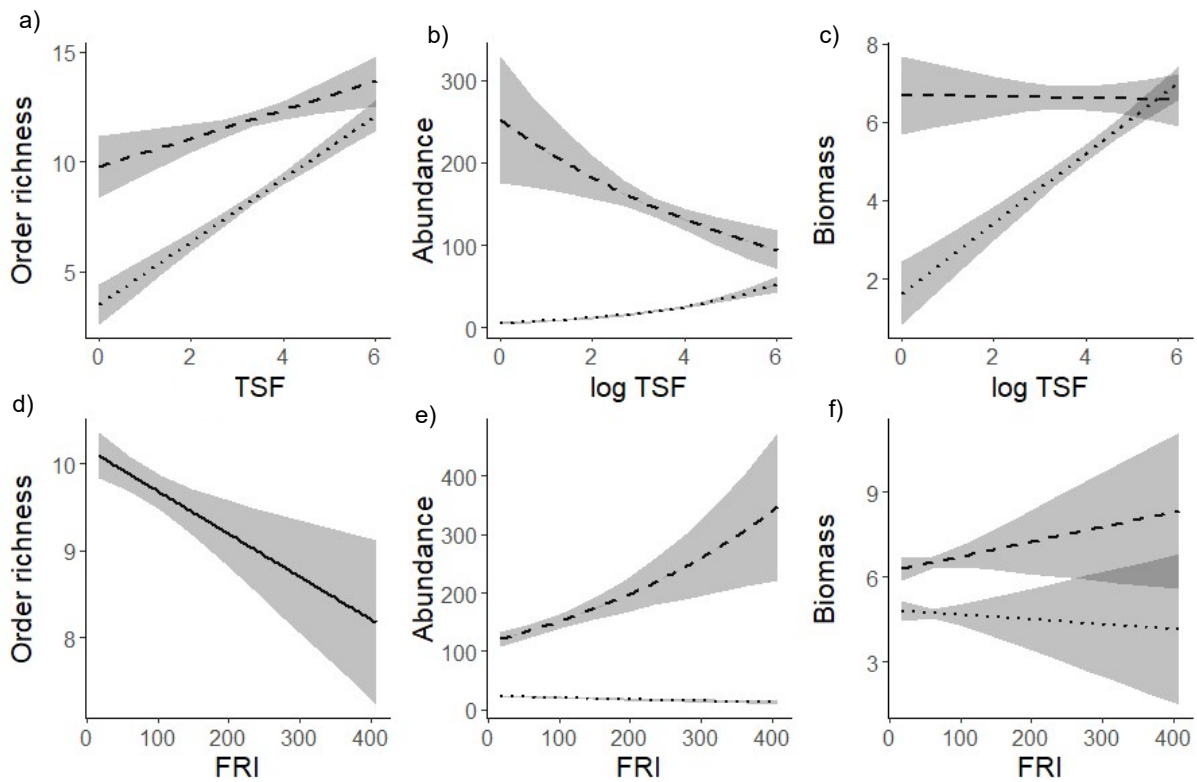 a)
Order richness
15
10
5
0 2 4 6
TSF
b)
Abundance
300
200
100
0
0 2 4 6
log TSF
c)
Biomass
8
6
4
2
0 2 4 6
log TSF
d)
Order richness
10
9
8
0 100 200 300 400
FRI
e)
Abundance
400
300
200
100
0
0 100 200 300 400
FRI
f)
Biomass
9
6
3
0 100 200 300 400
FRI